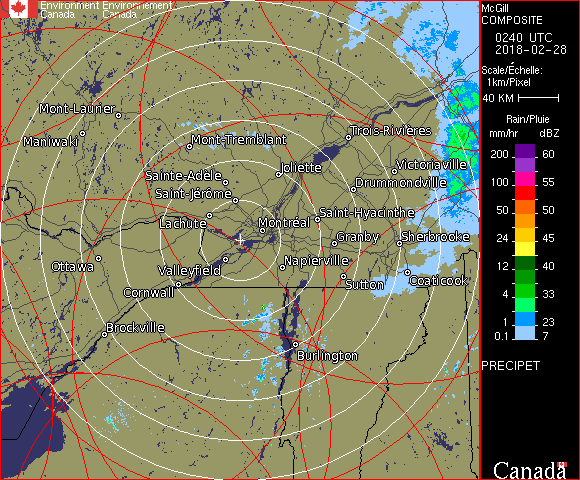 Environment Environnement
Canada Canada
McGill
COMPOSITE
0240 UTC
2018-02-28
Scale/Échelle:
1km/Pixel
40 KM
Rain/Pluie
mm/hr dBZ
200 60
100 55
50 50
24 45
12 40
4 33
1 23
0.1 7
PRECIPET
Canada
Mont-Laurier
Maniwaki
Mont-Tremblant
Trois-Rivières
Joliette
Victoriaville
Sainte-Adèle
Drummondville
Saint-Jérôme
Lachute
Saint-Hyacinthe
Montréal
Granby
Sherbrooke
Ottawa
Valleyfield
Napierville
Cornwall
Sutton
Coaticook
Brockville
Burlington